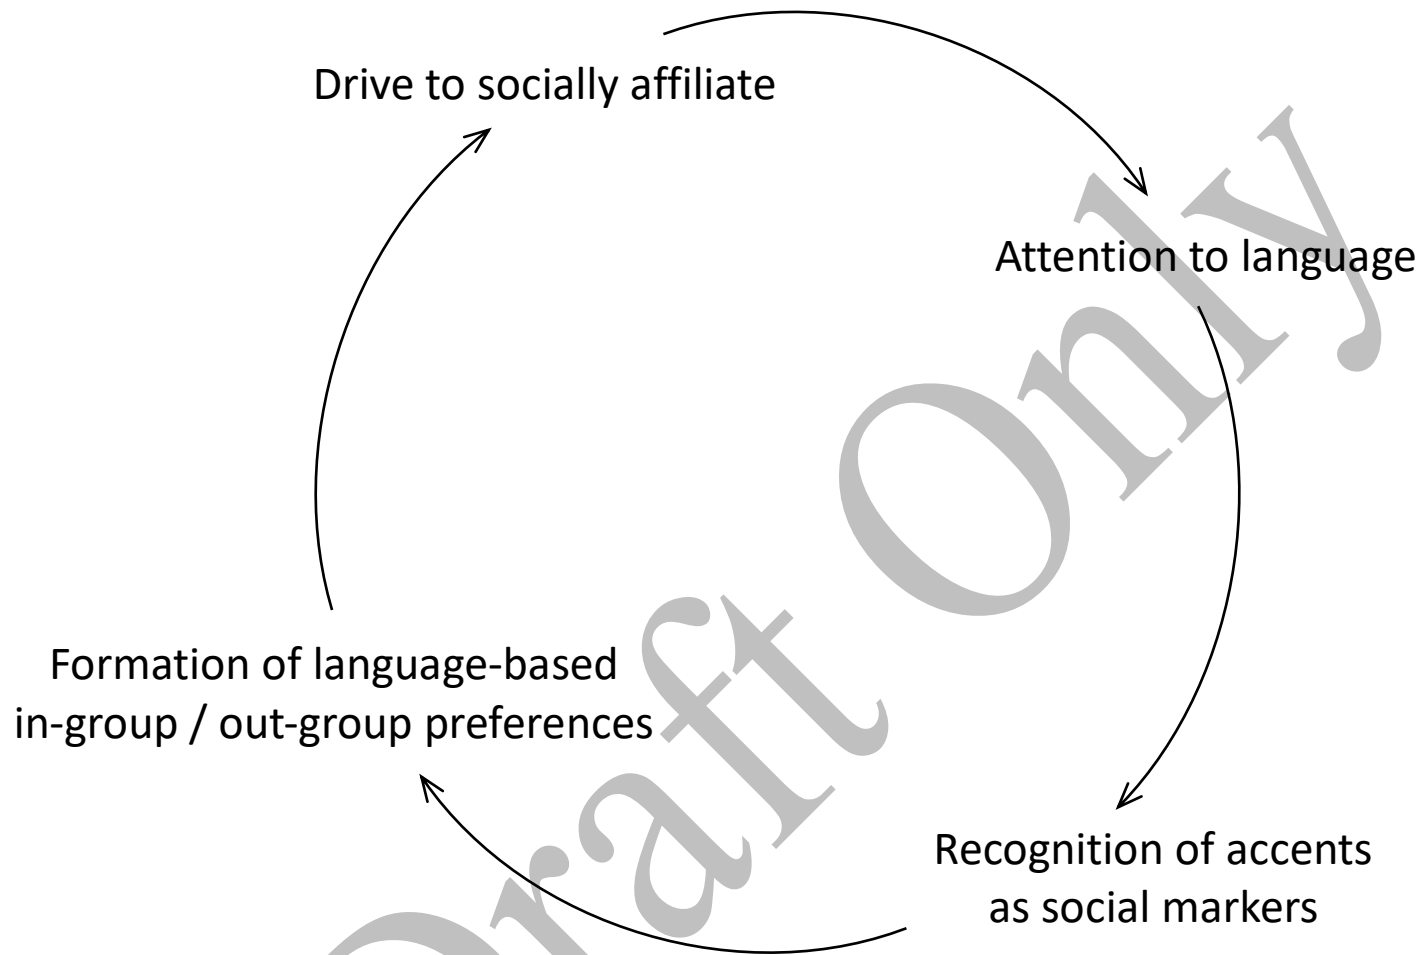 Drive to socially affiliate
Attention to language
Formation of language-based
in-group / out-group preferences
Recognition of accents
as social markers
Draft Only